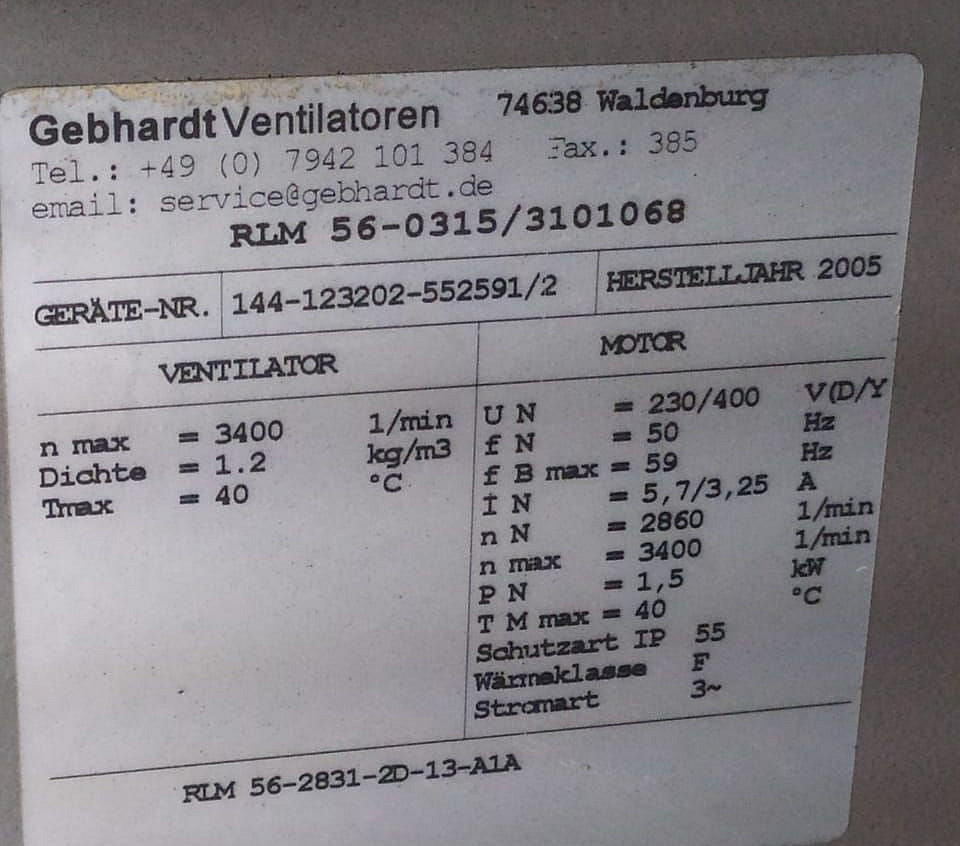 GebhardtVentilatoren 74638 Waldenburg
Tel.: +49 (0) 7942 101 384 Fax.: 385
email: service@gebhardt.de
RLM 56-0315/3101068
GERÄTE-NR. 144-123202-552591/2 HERSTELLJAHR 2005
VENTILATOR
n max = 3400 1/min
Dichte = 1.2 kg/m3
Tmax = 40 °C
MOTOR
U N = 230/400 V(D/Y
f N = 50 Hz
f B max = 59 Hz
I N = 5,7/3,25 A
n N = 2860 1/min
n max = 3400 1/min
P N = 1,5 kW
T M max = 40 °C
Schutzart IP 55
Wärmeklasse F
Stromart 3~
RLM 56-2831-2D-13-A1A